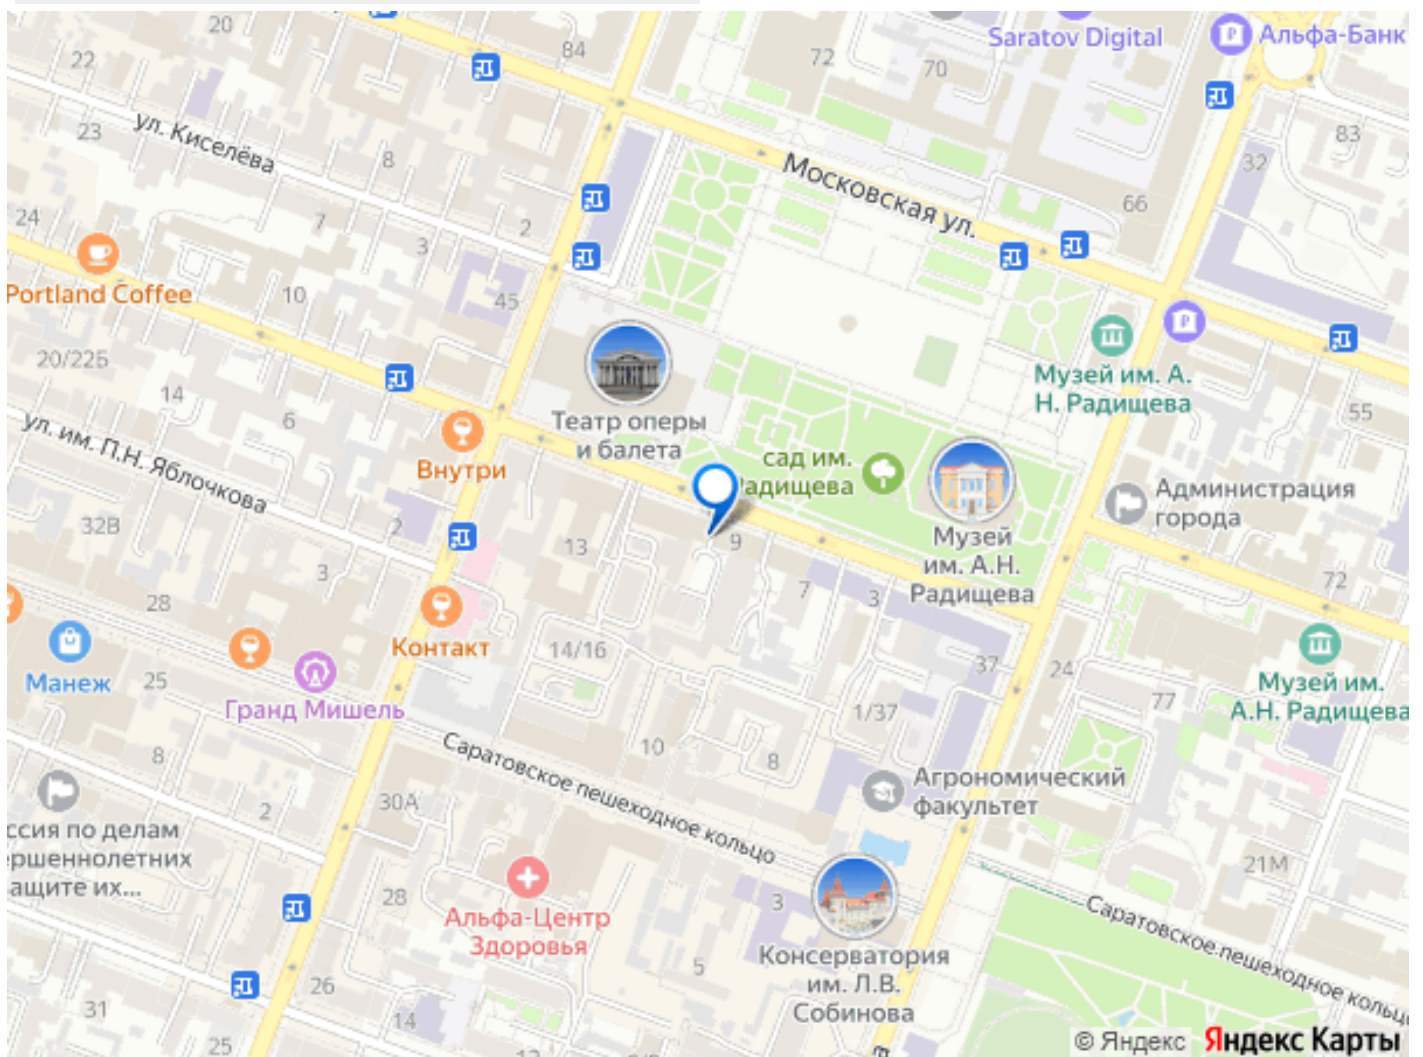 20
84
22
72
70
Saratov Digital
Альфа-Банк
ул. Киселёва
23
8
83
32
Московская ул.
66
24
7
3
2
Portland Coffee
10
45
20/22Б
14
6
Музей им. А.
Н. Радищева
55
Театр оперы
и балета
Внутри
сад им.
Радищева
ул. им. П.Н. Яблочкова
Администрация
города
32В
2
13
9
Музей
им. А.Н.
Радищева
3
7
3
72
28
Контакт
14/16
37
24
Манеж
25
Гранд Мишель
1/37
77
Музей им.
А.Н. Радищева
8
10
8
Саратовское пешеходное кольцо
Агрономический
факультет
30А
2
ссия по делам
ершеннолетних
ащите их...
28
Альфа-Центр
Здоровья
3
21М
Саратовское пешеходное кольцо
Консерватория
им. Л.В.
Собинова
5
26
31
14
25
© Яндекс Яндекс Карты